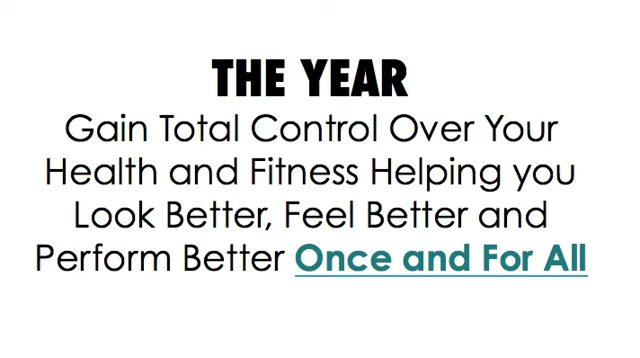 THE YEAR
Gain Total Control Over Your
Health and Fitness Helping you
Look Better, Feel Better and
Perform Better Once and For All